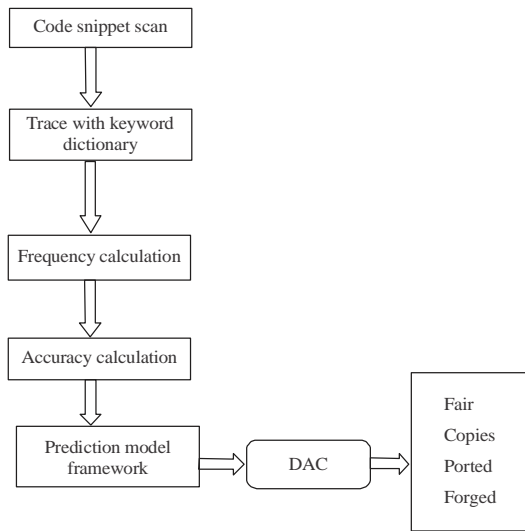 Code snippet scan
Trace with keyword
dictionary
Frequency calculation
Accuracy calculation
Prediction model
framework
DAC
Fair
Copies
Ported
Forged